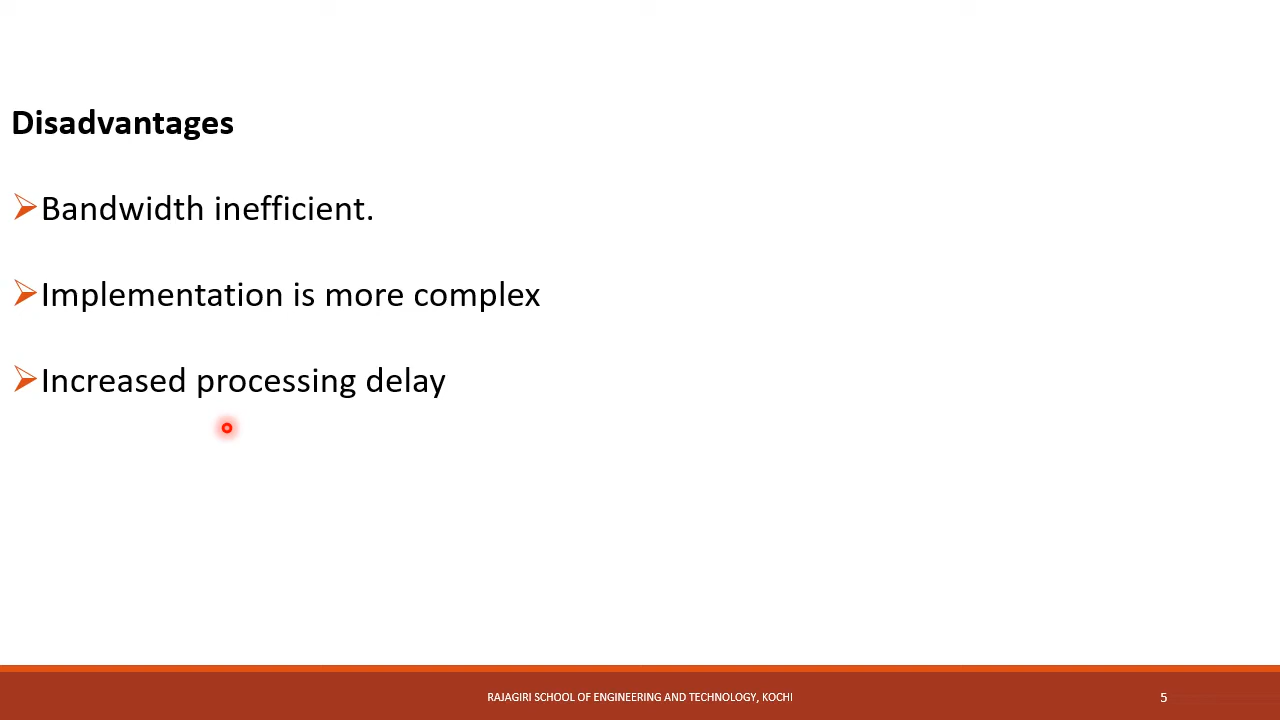 Disadvantages
Bandwidth inefficient.
Implementation is more complex
Increased processing delay
RAJAGIRI SCHOOL OF ENGINEERING AND TECHNOLOGY, KOCHI
5